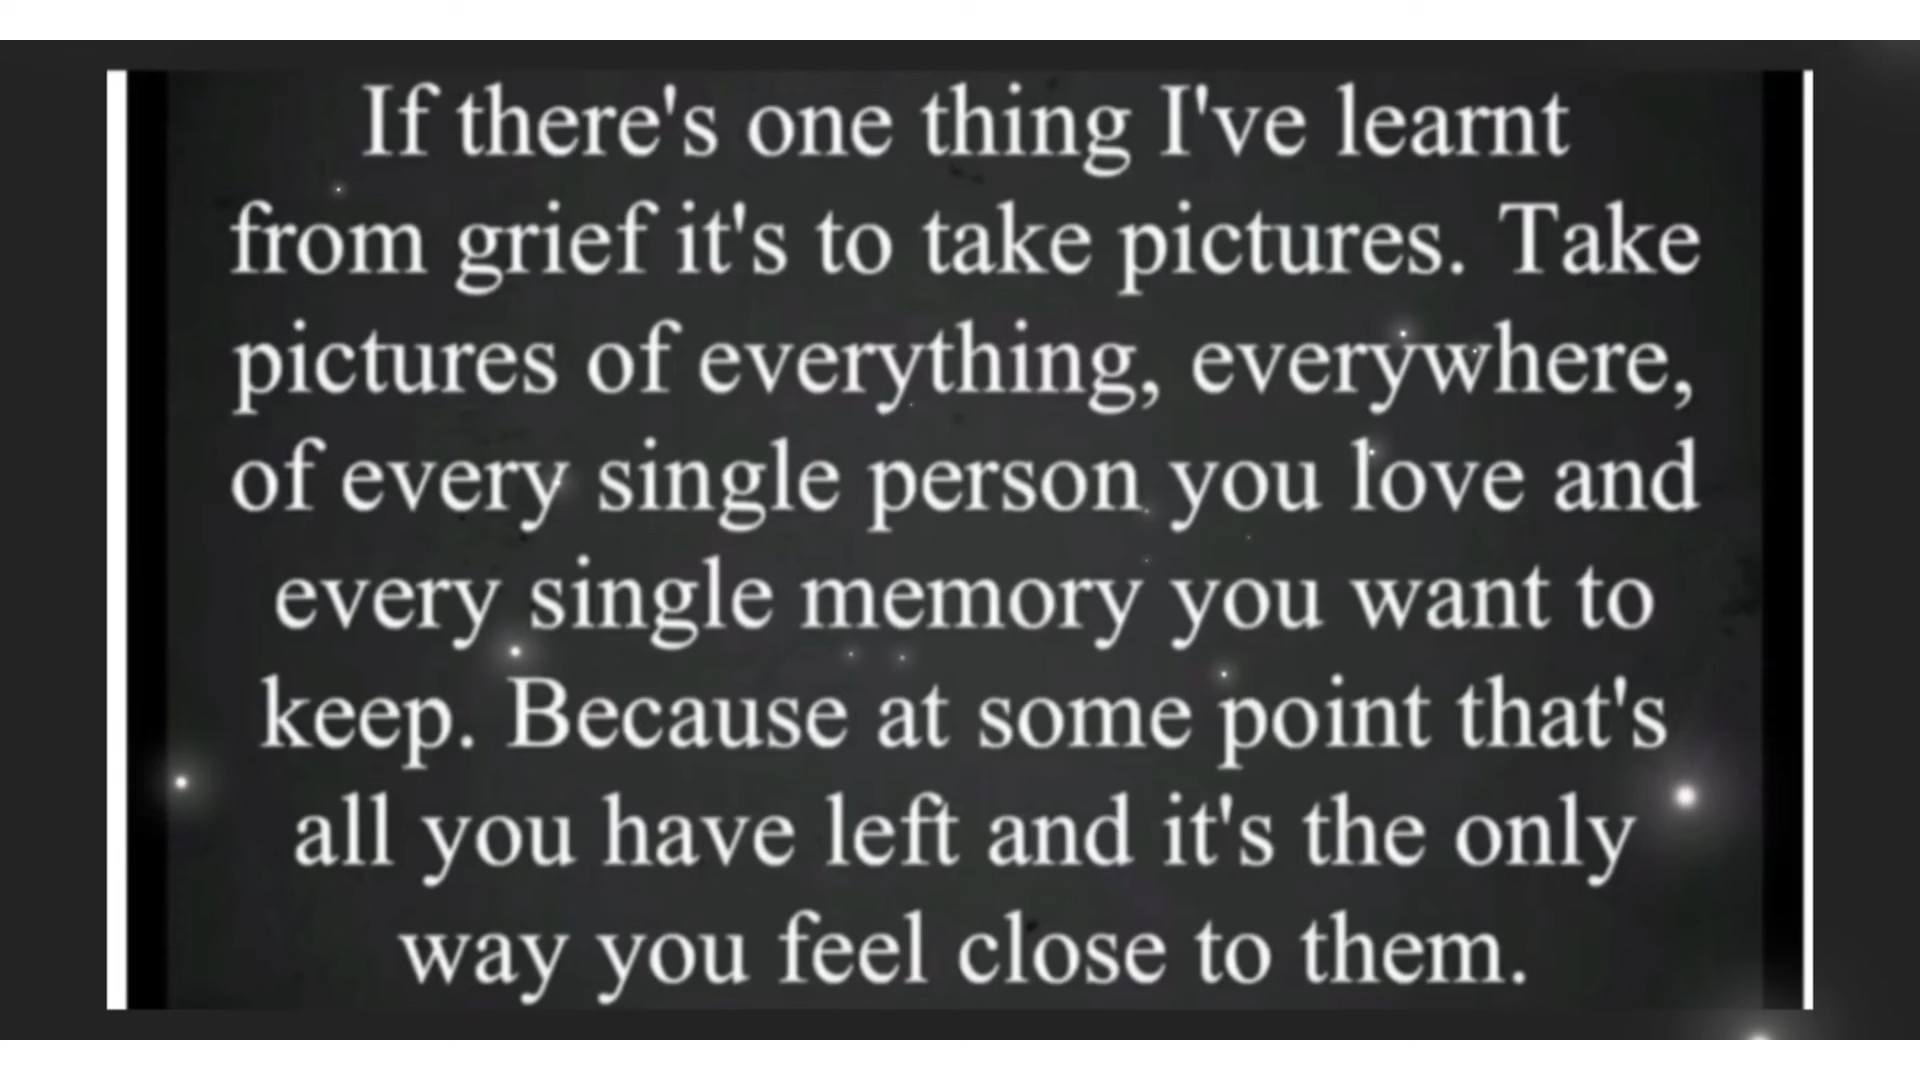 If there's one thing I've learnt
from grief it's to take pictures. Take
pictures of everything, everywhere,
of every single person you love and
every single memory you want to
keep. Because at some point that's
all you have left and it's the only
way you feel close to them.